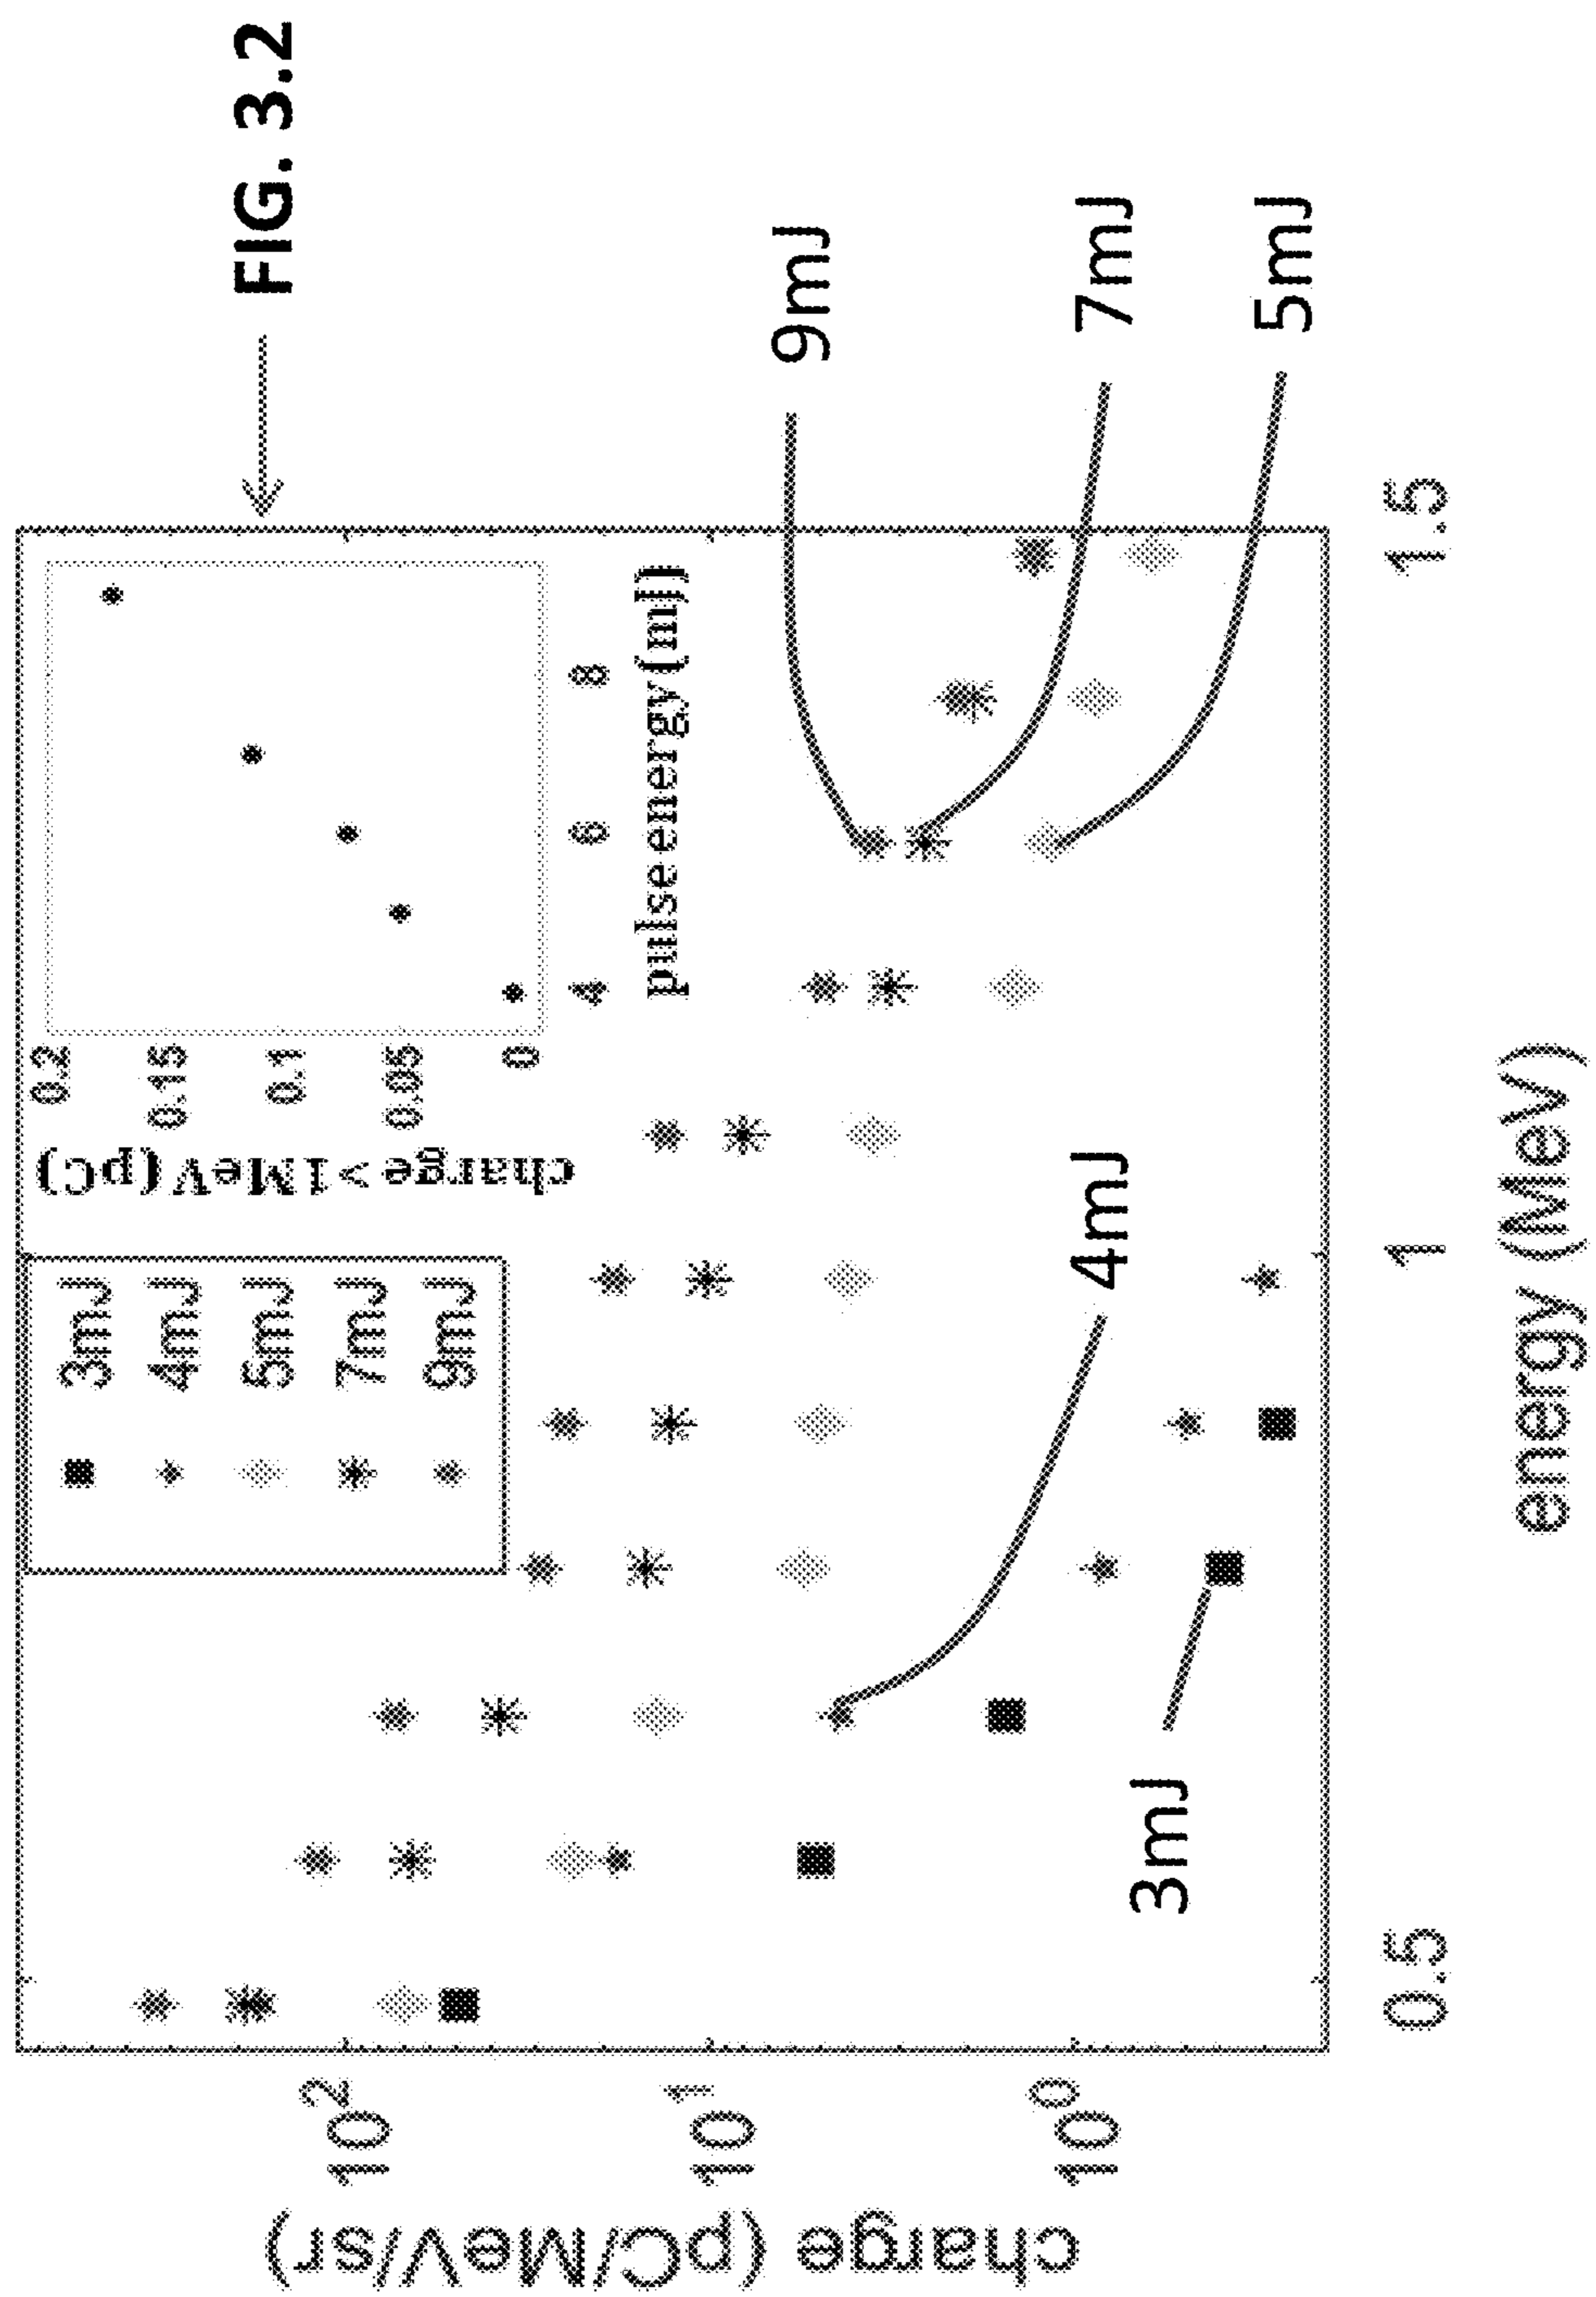 FIG. 3.2
charge (pC/MeV/sr)
10^2
10^1
10^0
3mJ
4mJ
5mJ
7mJ
9mJ
charge>1MeV(pC)
0.2
0.15
0.1
0.05
0
4
6
8
pulse energy(mJ)
9mJ
7mJ
5mJ
4mJ
3mJ
0.5
1
1.5
energy (MeV)